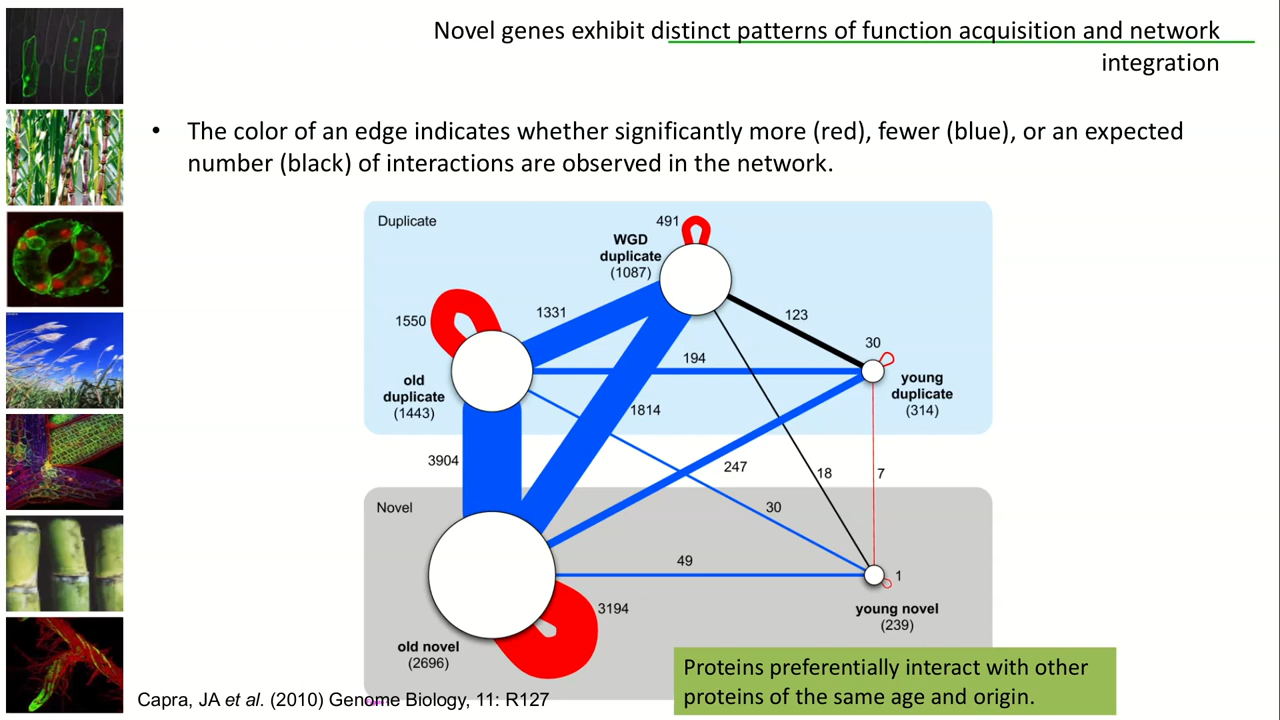 Novel genes exhibit distinct patterns of function acquisition and network
integration
• The color of an edge indicates whether significantly more (red), fewer (blue), or an expected
number (black) of interactions are observed in the network.
Duplicate
491
WGD
duplicate
(1087)
1550
1331
123
30
194
old
duplicate
(1443)
young
duplicate
(314)
1814
3904
247
18
7
Novel
30
49
1
3194
young novel
(239)
old novel
(2696)
Proteins preferentially interact with other
proteins of the same age and origin.
Capra, JA et al. (2010) Genome Biology, 11: R127